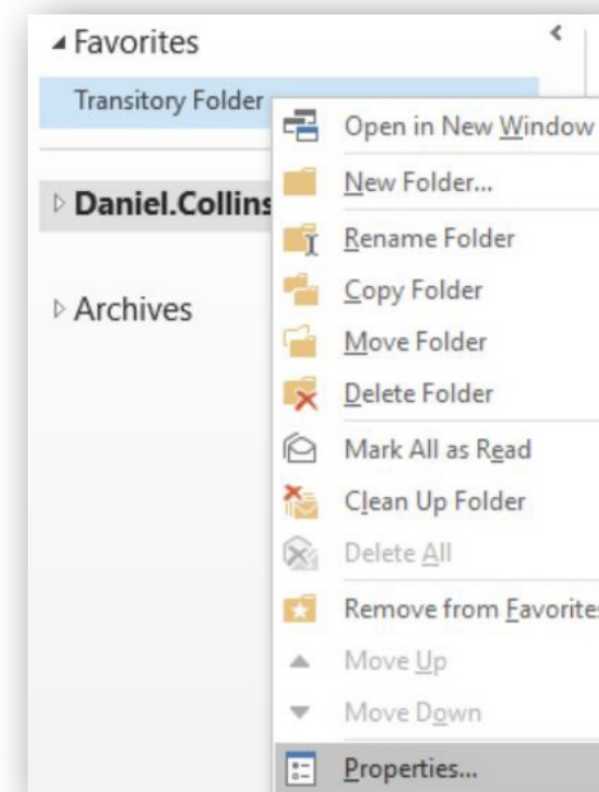 Favorites
Transitory Folder
Open in New Window
New Folder...
Daniel.Collins
Rename Folder
Copy Folder
Archives
Move Folder
Delete Folder
Mark All as Read
Clean Up Folder
Delete All
Remove from Favorites
Move Up
Move Down
Properties...